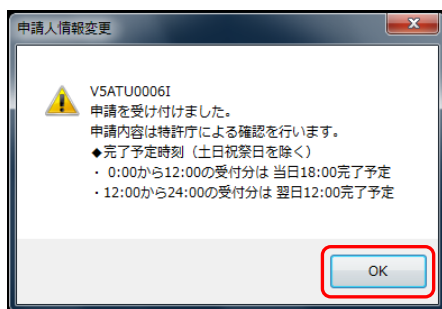 申請人情報変更
V5ATU0006I
申請を受け付けました。
申請内容は特許庁による確認を行います。
◆完了予定時刻（土日祝祭日を除く）
・ 0:00から12:00の受付分は 当日18:00完了予定
・12:00から24:00の受付分は 翌日12:00完了予定
OK